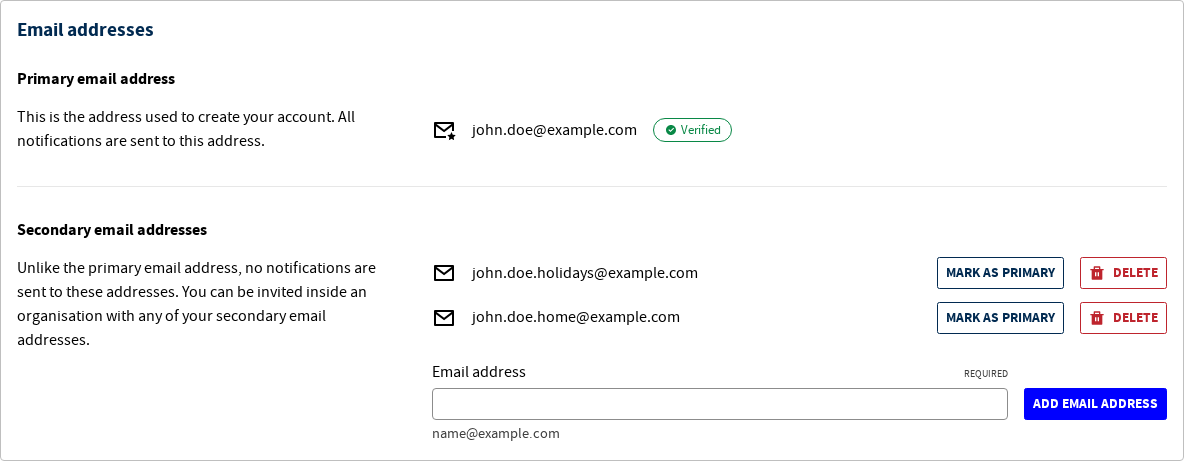 Email addresses
Primary email address
This is the address used to create your account. All
notifications are sent to this address.
john.doe@example.com
Verified
Secondary email addresses
Unlike the primary email address, no notifications are
sent to these addresses. You can be invited inside an
organisation with any of your secondary email
addresses.
john.doe.holidays@example.com
MARK AS PRIMARY
DELETE
john.doe.home@example.com
MARK AS PRIMARY
DELETE
Email address
REQUIRED
ADD EMAIL ADDRESS
name@example.com